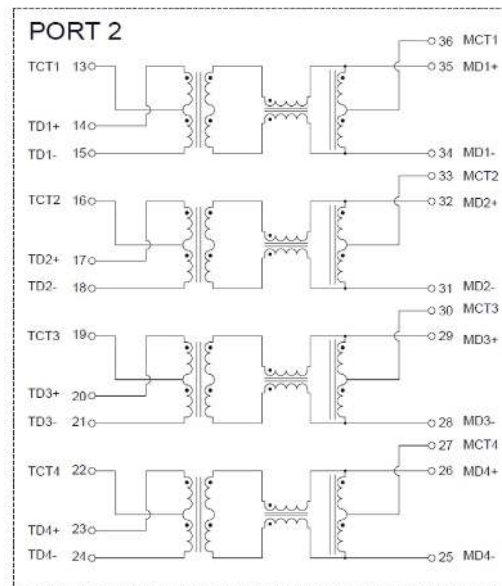 PORT 2
36 MCT1
TCT1 13
35 MD1+
TD1+ 14
TD1- 15
34 MD1-
33 MCT2
TCT2 16
32 MD2+
TD2+ 17
TD2- 18
31 MD2-
30 MCT3
TCT3 19
29 MD3+
TD3+ 20
TD3- 21
28 MD3-
27 MCT4
TCT4 22
26 MD4+
TD4+ 23
TD4- 24
25 MD4-